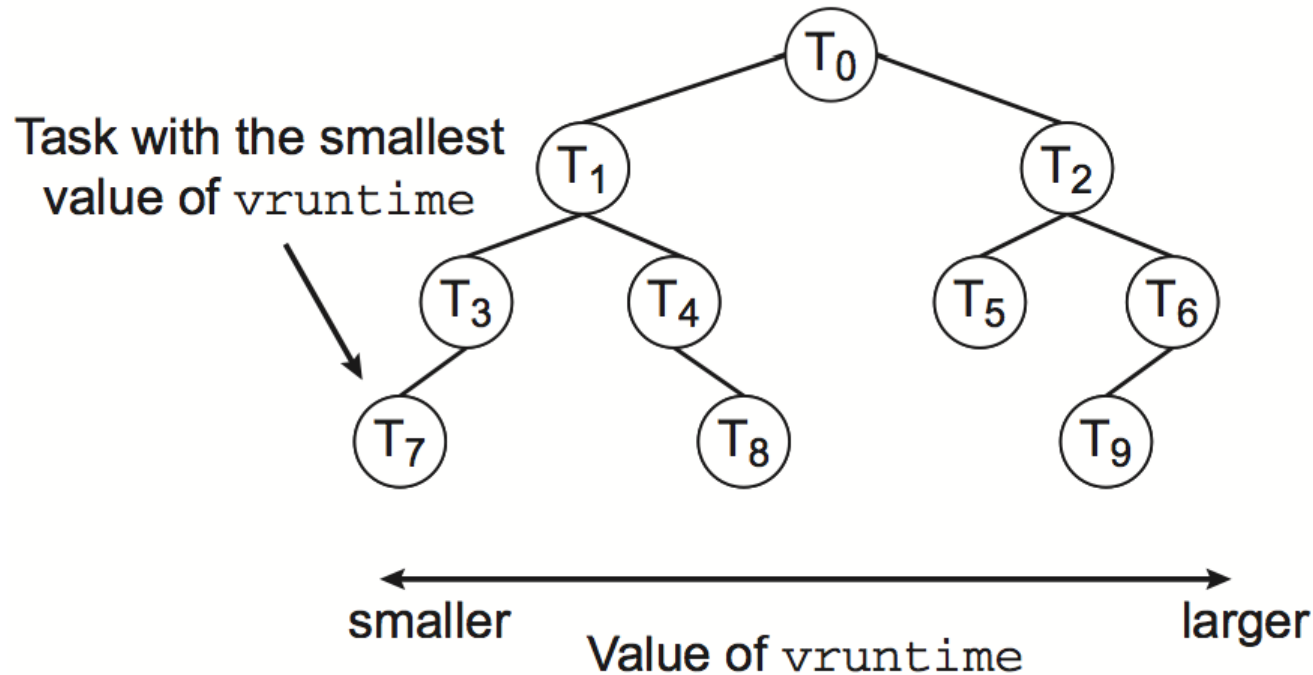 T0
Task with the smallest
value of vruntime
T1
T2
T3
T4
T5
T6
T7
T8
T9
smaller
larger
Value of vruntime